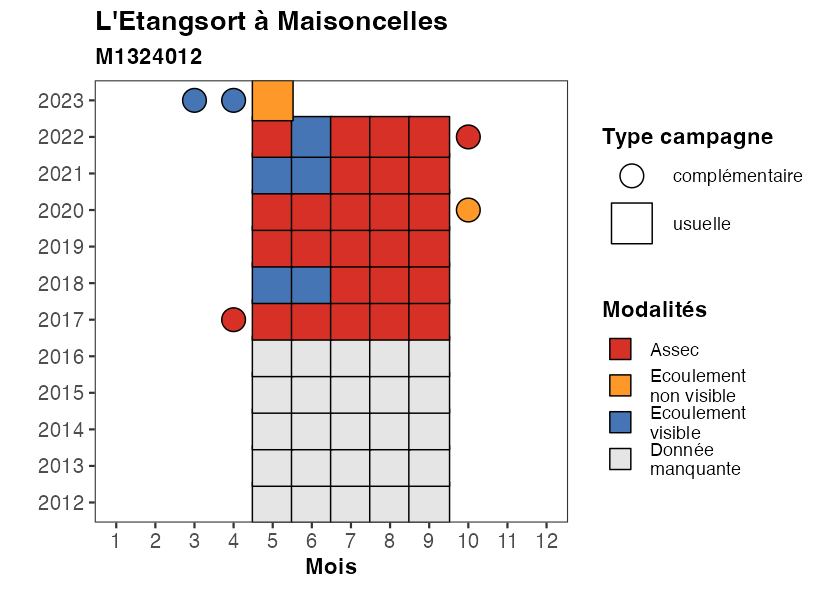 L'Etangsort à Maisoncelles
M1324012
2023
2022
2021
2020
2019
2018
2017
2016
2015
2014
2013
2012
1 2 3 4 5 6 7 8 9 10 11 12
Mois
Type campagne
complémentaire
usuelle
Modalités
Assec
Ecoulement
non visible
Ecoulement
visible
Donnée
manquante